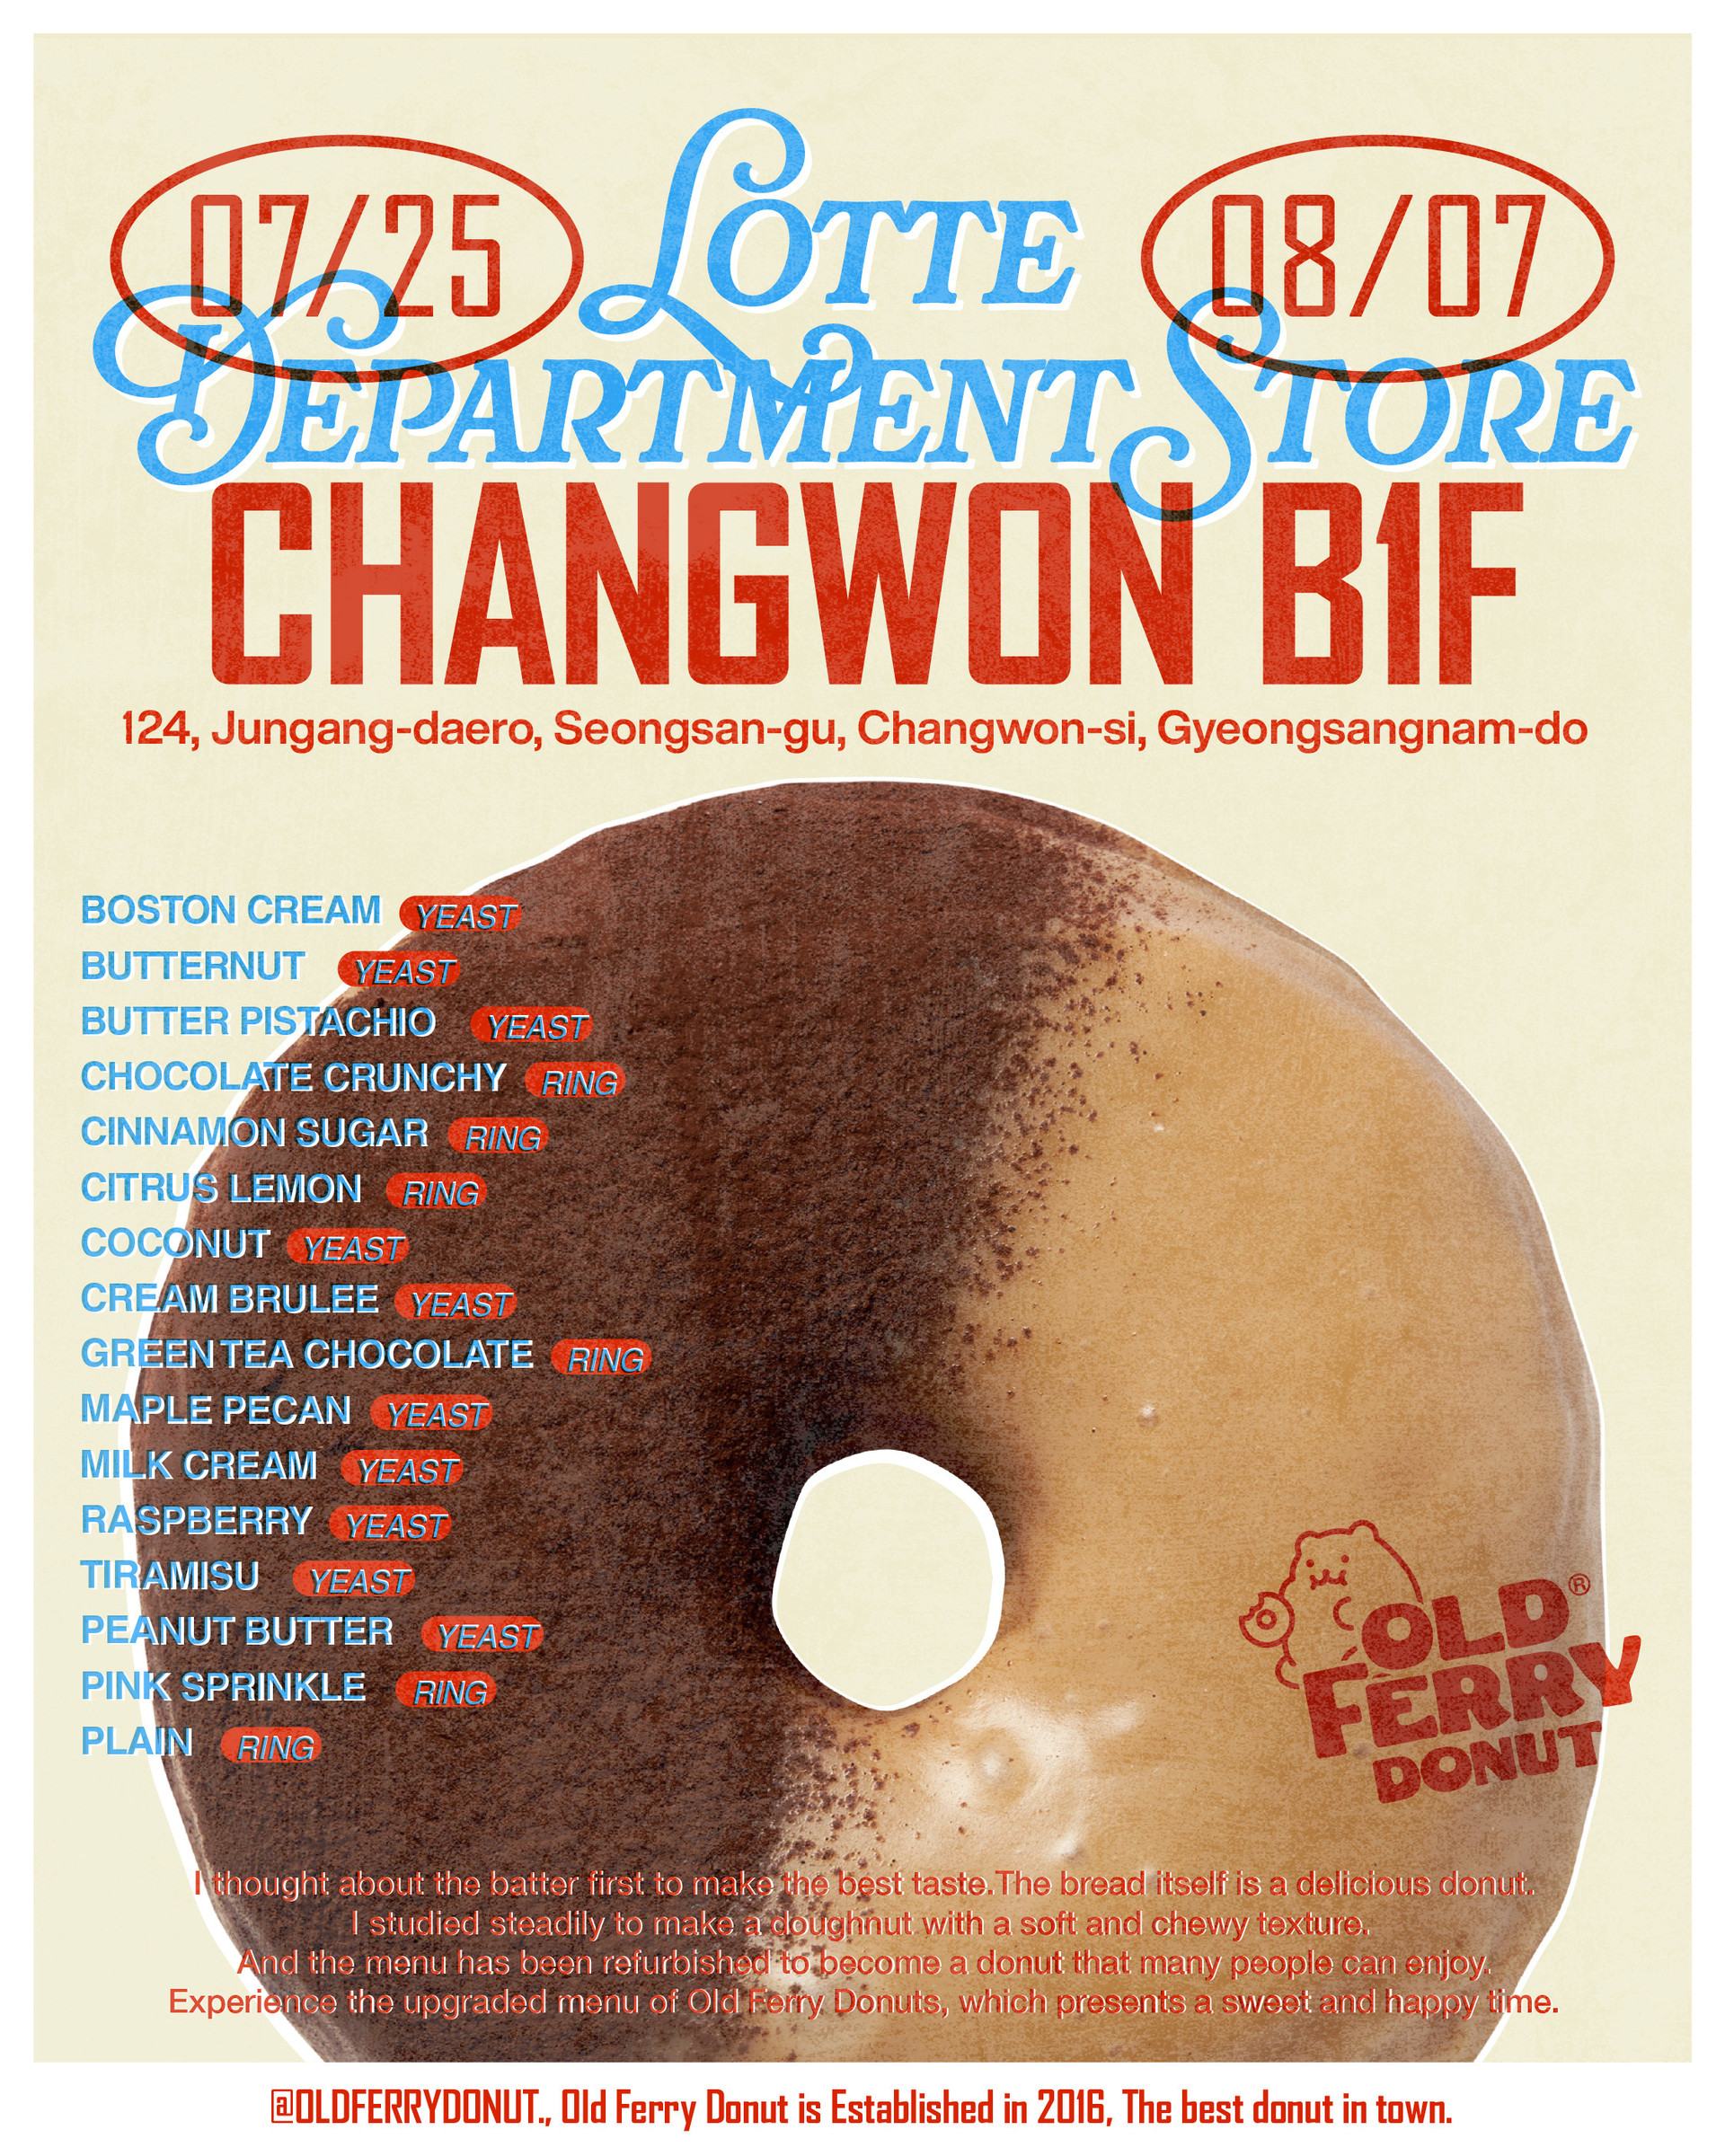 07/25
LOTTE
08/07
DEPARTMENT STORE
CHANGWON B1F
124, Jungang-daero, Seongsan-gu, Changwon-si, Gyeongsangnam-do
BOSTON CREAM YEAST
BUTTERNUT YEAST
BUTTER PISTACHIO YEAST
CHOCOLATE CRUNCHY RING
CINNAMON SUGAR RING
CITRUS LEMON RING
COCONUT YEAST
CREAM BRULEE YEAST
GREEN TEA CHOCOLATE RING
MAPLE PECAN YEAST
MILK CREAM YEAST
RASPBERRY YEAST
TIRAMISU YEAST
PEANUT BUTTER YEAST
PINK SPRINKLE RING
PLAIN RING
OLD®
FERRY
DONUT
I thought about the batter first to make the best taste.The bread itself is a delicious donut.
I studied steadily to make a doughnut with a soft and chewy texture.
And the menu has been refurbished to become a donut that many people can enjoy.
Experience the upgraded menu of Old Ferry Donuts, which presents a sweet and happy time.
@OLDFERRYDONUT., Old Ferry Donut is Established in 2016, The best donut in town.